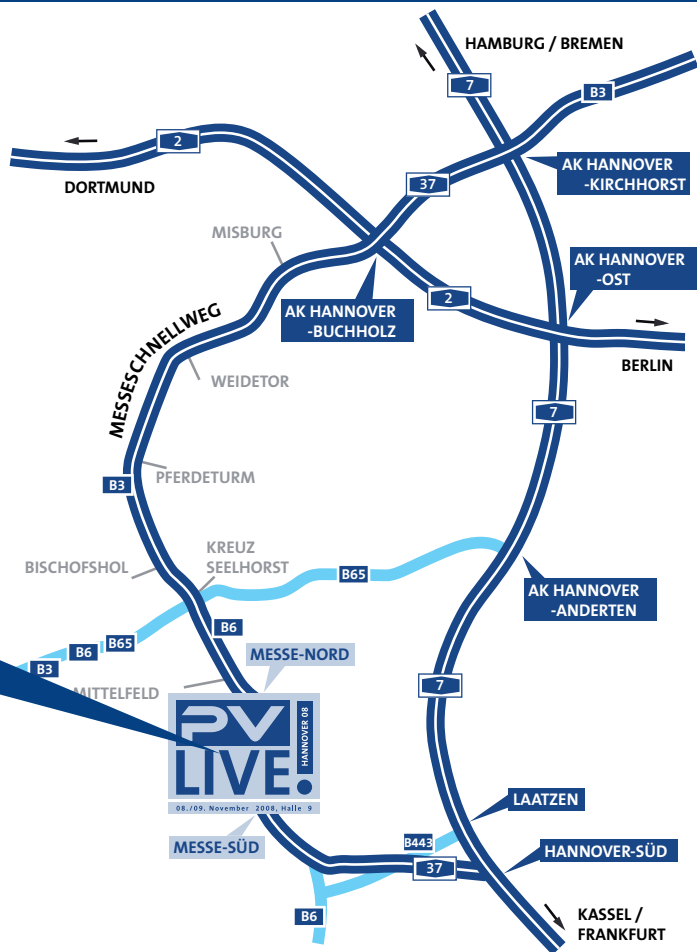 HAMBURG / BREMEN
7
B3
2
DORTMUND
37
AK HANNOVER
-KIRCHHORST
MISBURG
AK HANNOVER
-OST
AK HANNOVER
-BUCHHOLZ
2
BERLIN
MESSESCHNELLWEG
WEIDETOR
7
PFERDETURM
B3
KREUZ
SEELHORST
BISCHOFSHOL
B65
AK HANNOVER
-ANDERTEN
B6
B65
B6
B3
MESSE-NORD
MITTELFELD
7
PV
LIVE!
HANNOVER 08
08./09. November 2008, Halle 9
LAATZEN
MESSE-SÜD
B443
HANNOVER-SÜD
37
B6
KASSEL /
FRANKFURT